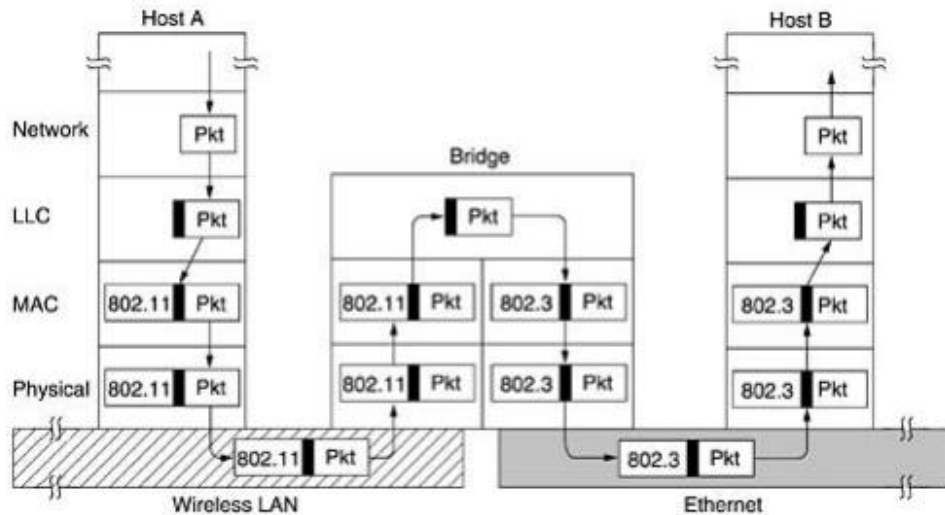 Host A
Host B
Network
Pkt
Pkt
Bridge
LLC
Pkt
Pkt
Pkt
MAC
802.11 Pkt
802.11 Pkt
802.3 Pkt
802.3 Pkt
Physical
802.11 Pkt
802.11 Pkt
802.3 Pkt
802.3 Pkt
802.11 Pkt
802.3 Pkt
Wireless LAN
Ethernet